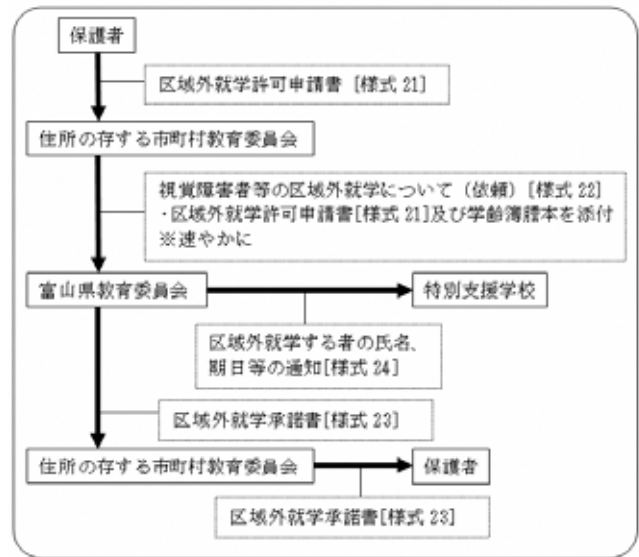 保護者
区域外就学許可申請書 [様式 21]
住所の存する市町村教育委員会
視覚障害者等の区域外就学について（依頼）[様式 22]
・区域外就学許可申請書[様式 21]及び学齢簿謄本を添付
※速やかに
富山県教育委員会
特別支援学校
区域外就学する者の氏名、
期日等の通知[様式 24]
区域外就学承諾書[様式 23]
住所の存する市町村教育委員会
保護者
区域外就学承諾書[様式 23]